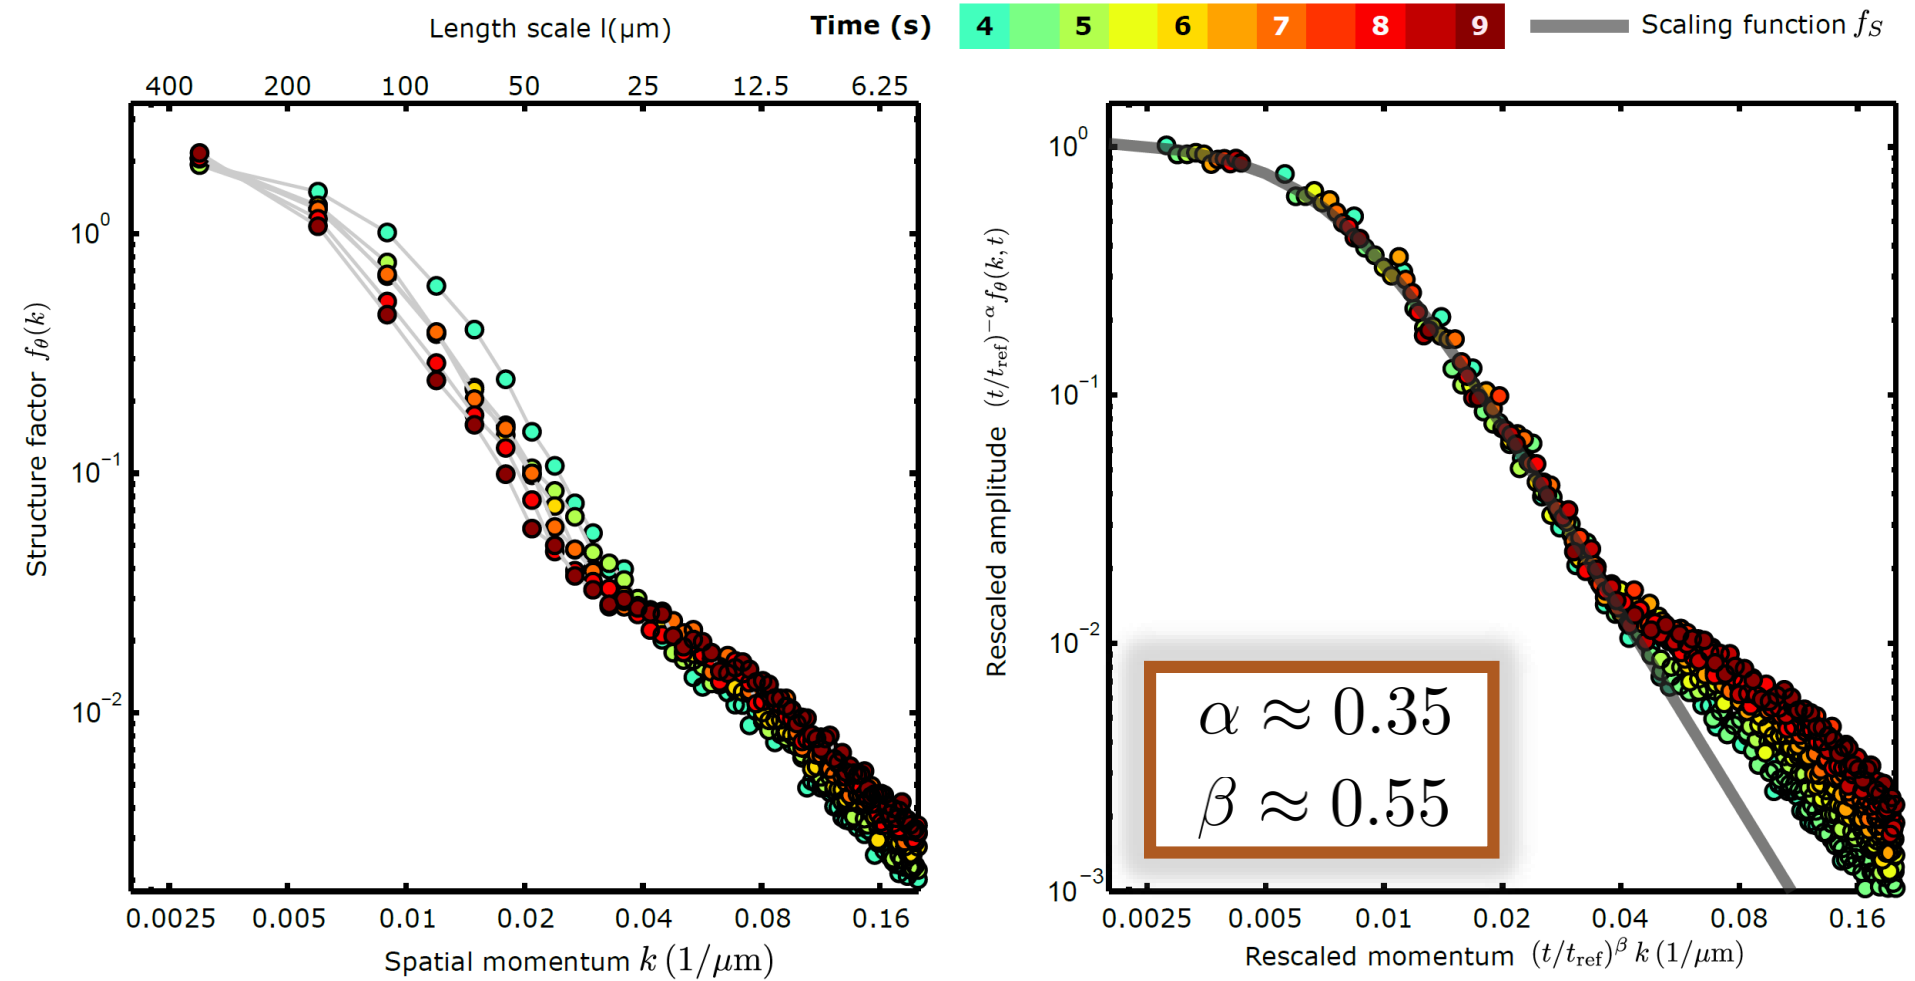 Length scale l(μm)
Time (s) 4 5 6 7 8 9
Scaling function f_S
400 200 100 50 25 12.5 6.25
Structure factor f_θ(k)
10^0
10^−1
10^−2
0.0025 0.005 0.01 0.02 0.04 0.08 0.16
Spatial momentum k (1/μm)
Rescaled amplitude (t/t_ref)^−α f_θ(k, t)
10^0
10^−1
10^−2
10^−3
α ≈ 0.35
β ≈ 0.55
0.0025 0.005 0.01 0.02 0.04 0.08 0.16
Rescaled momentum (t/t_ref)^β k (1/μm)